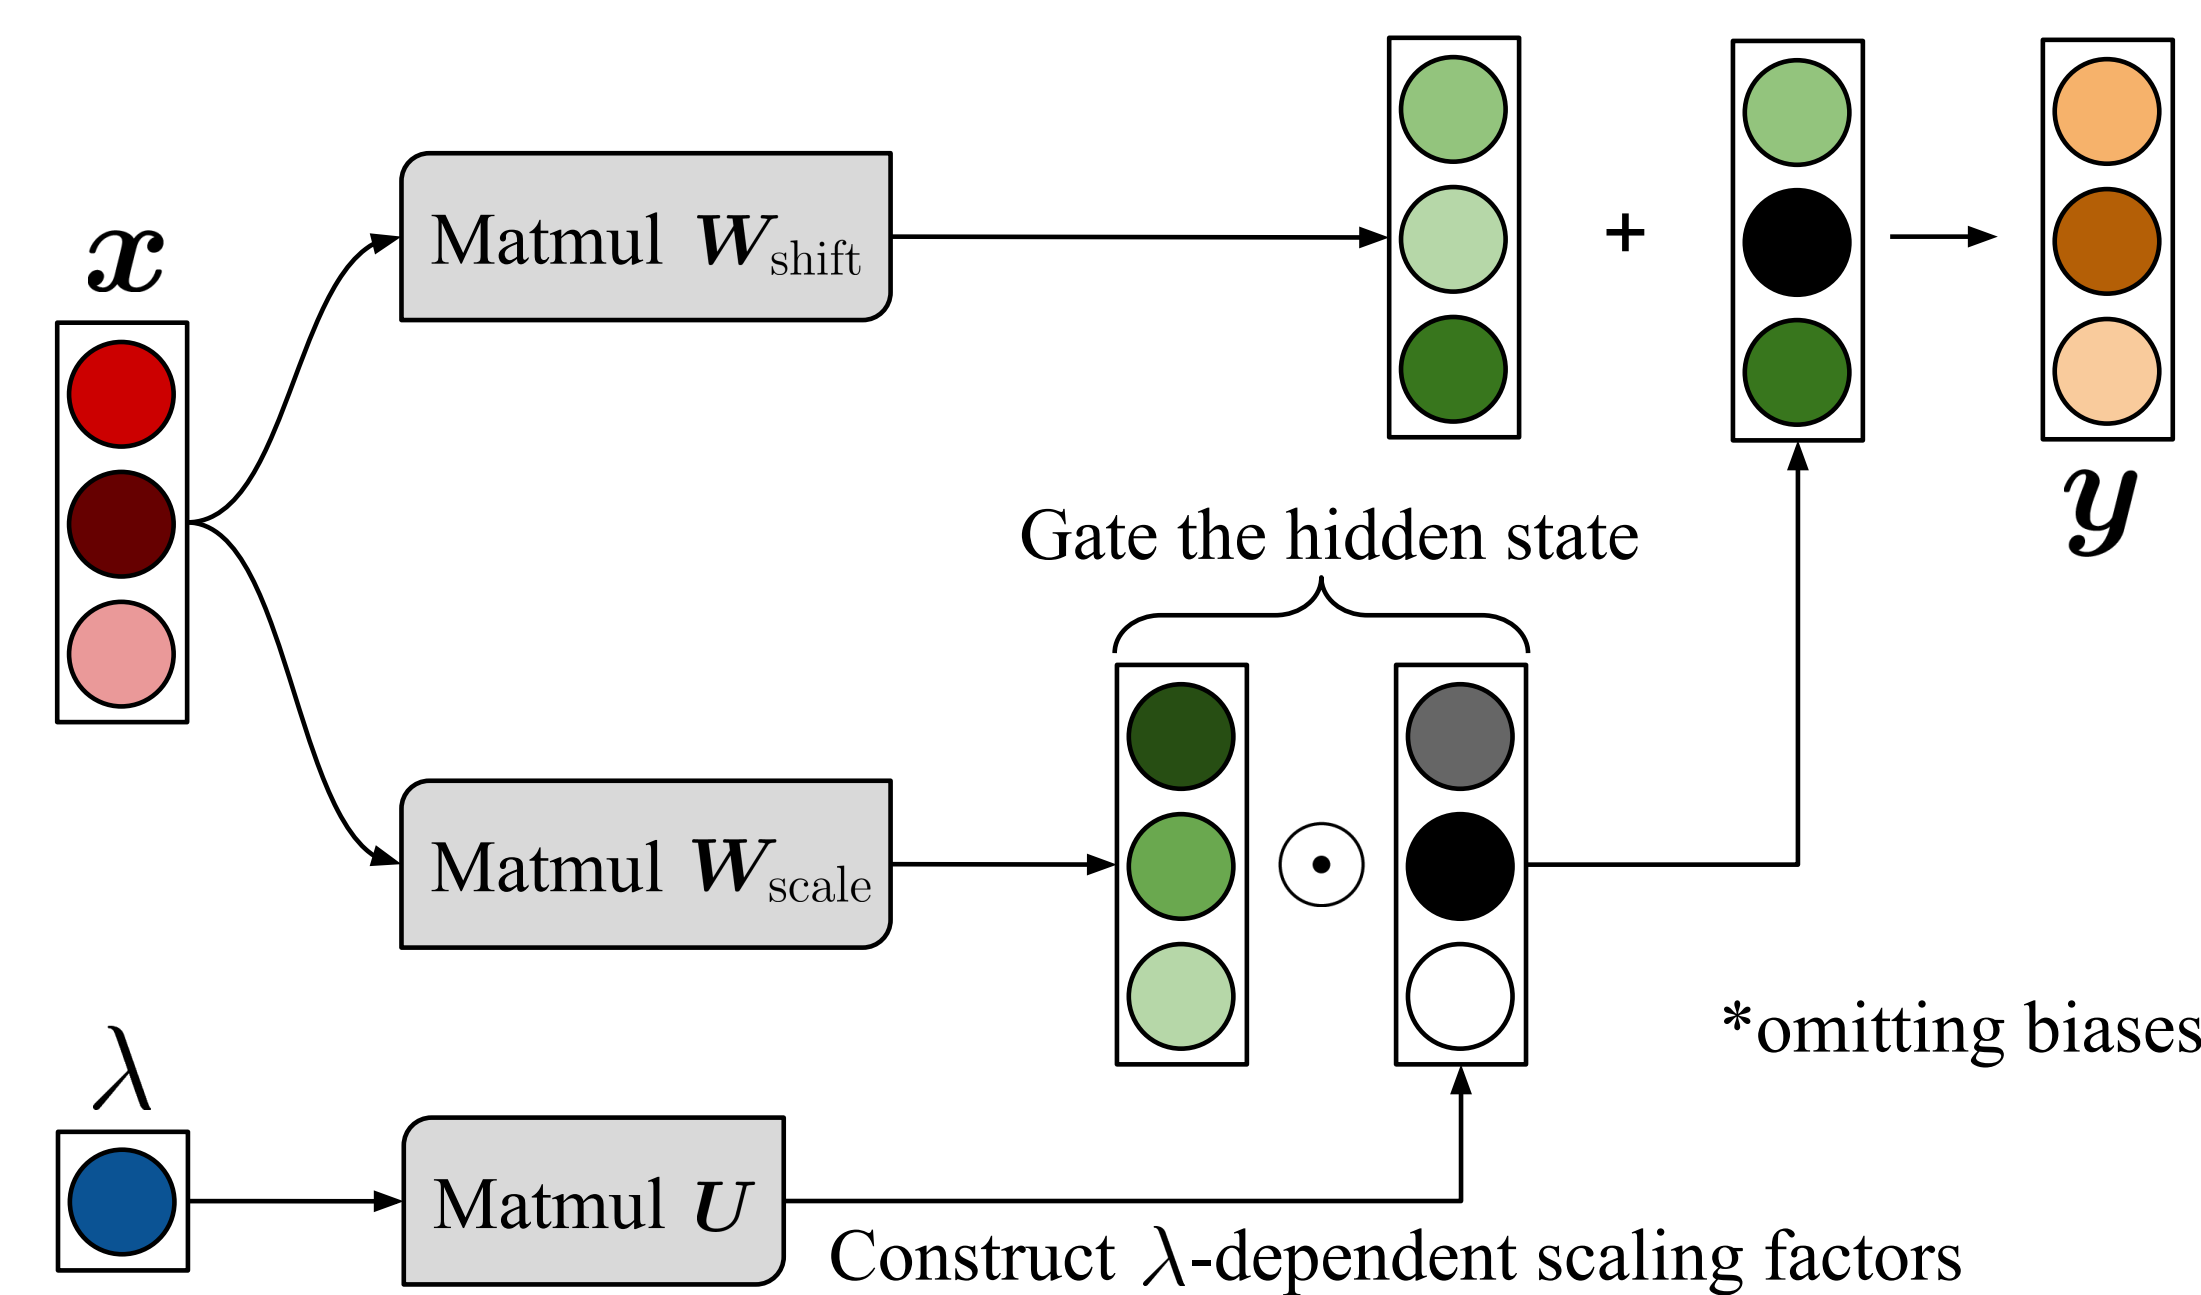 x
Matmul W_shift
+
y
Gate the hidden state
Matmul W_scale
⊙
*omitting biases
λ
Matmul U
Construct λ-dependent scaling factors